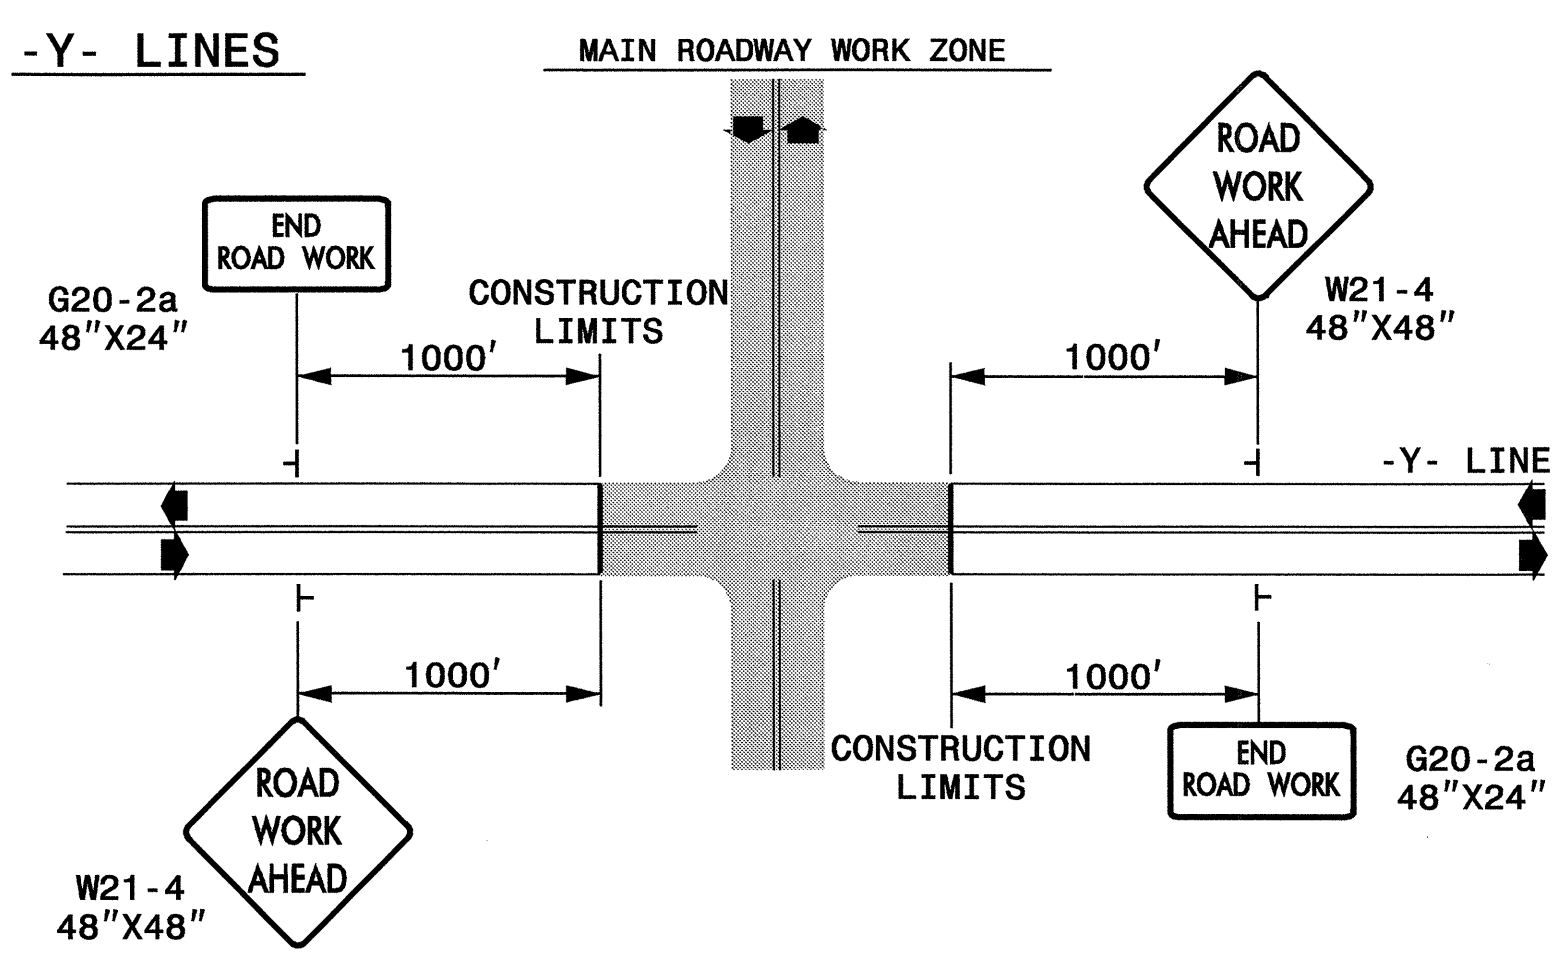 -Y- LINES
MAIN ROADWAY WORK ZONE
ROAD
WORK
AHEAD
END
ROAD WORK
G20-2a
48"X24"
CONSTRUCTION
LIMITS
W21-4
48"X48"
1000'
1000'
-Y- LINE
1000'
1000'
CONSTRUCTION
LIMITS
END
ROAD WORK
G20-2a
48"X24"
ROAD
WORK
AHEAD
W21-4
48"X48"